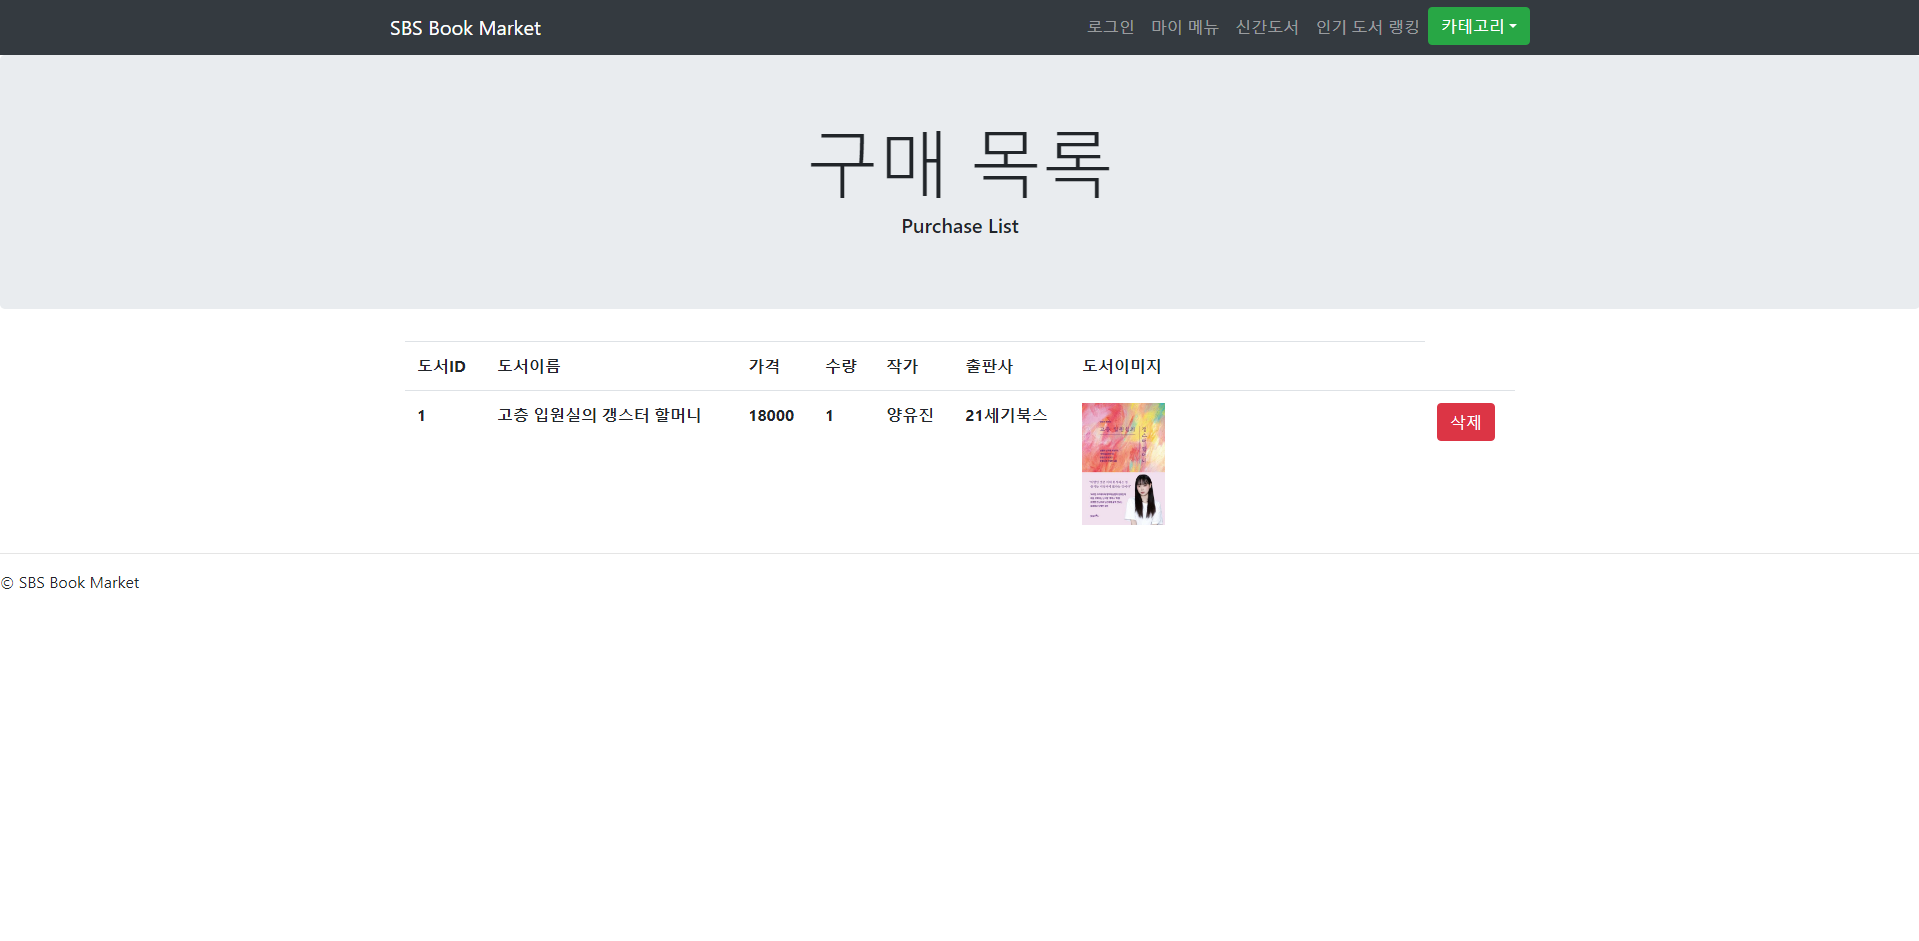 SBS Book Market 로그인 마이 메뉴 신간도서 인기 도서 랭킹 카테고리
구매 목록
Purchase List
도서ID 도서이름 가격 수량 작가 출판사 도서이미지
1 고층 입원실의 갱스터 할머니 18000 1 양유진 21세기북스 삭제
© SBS Book Market